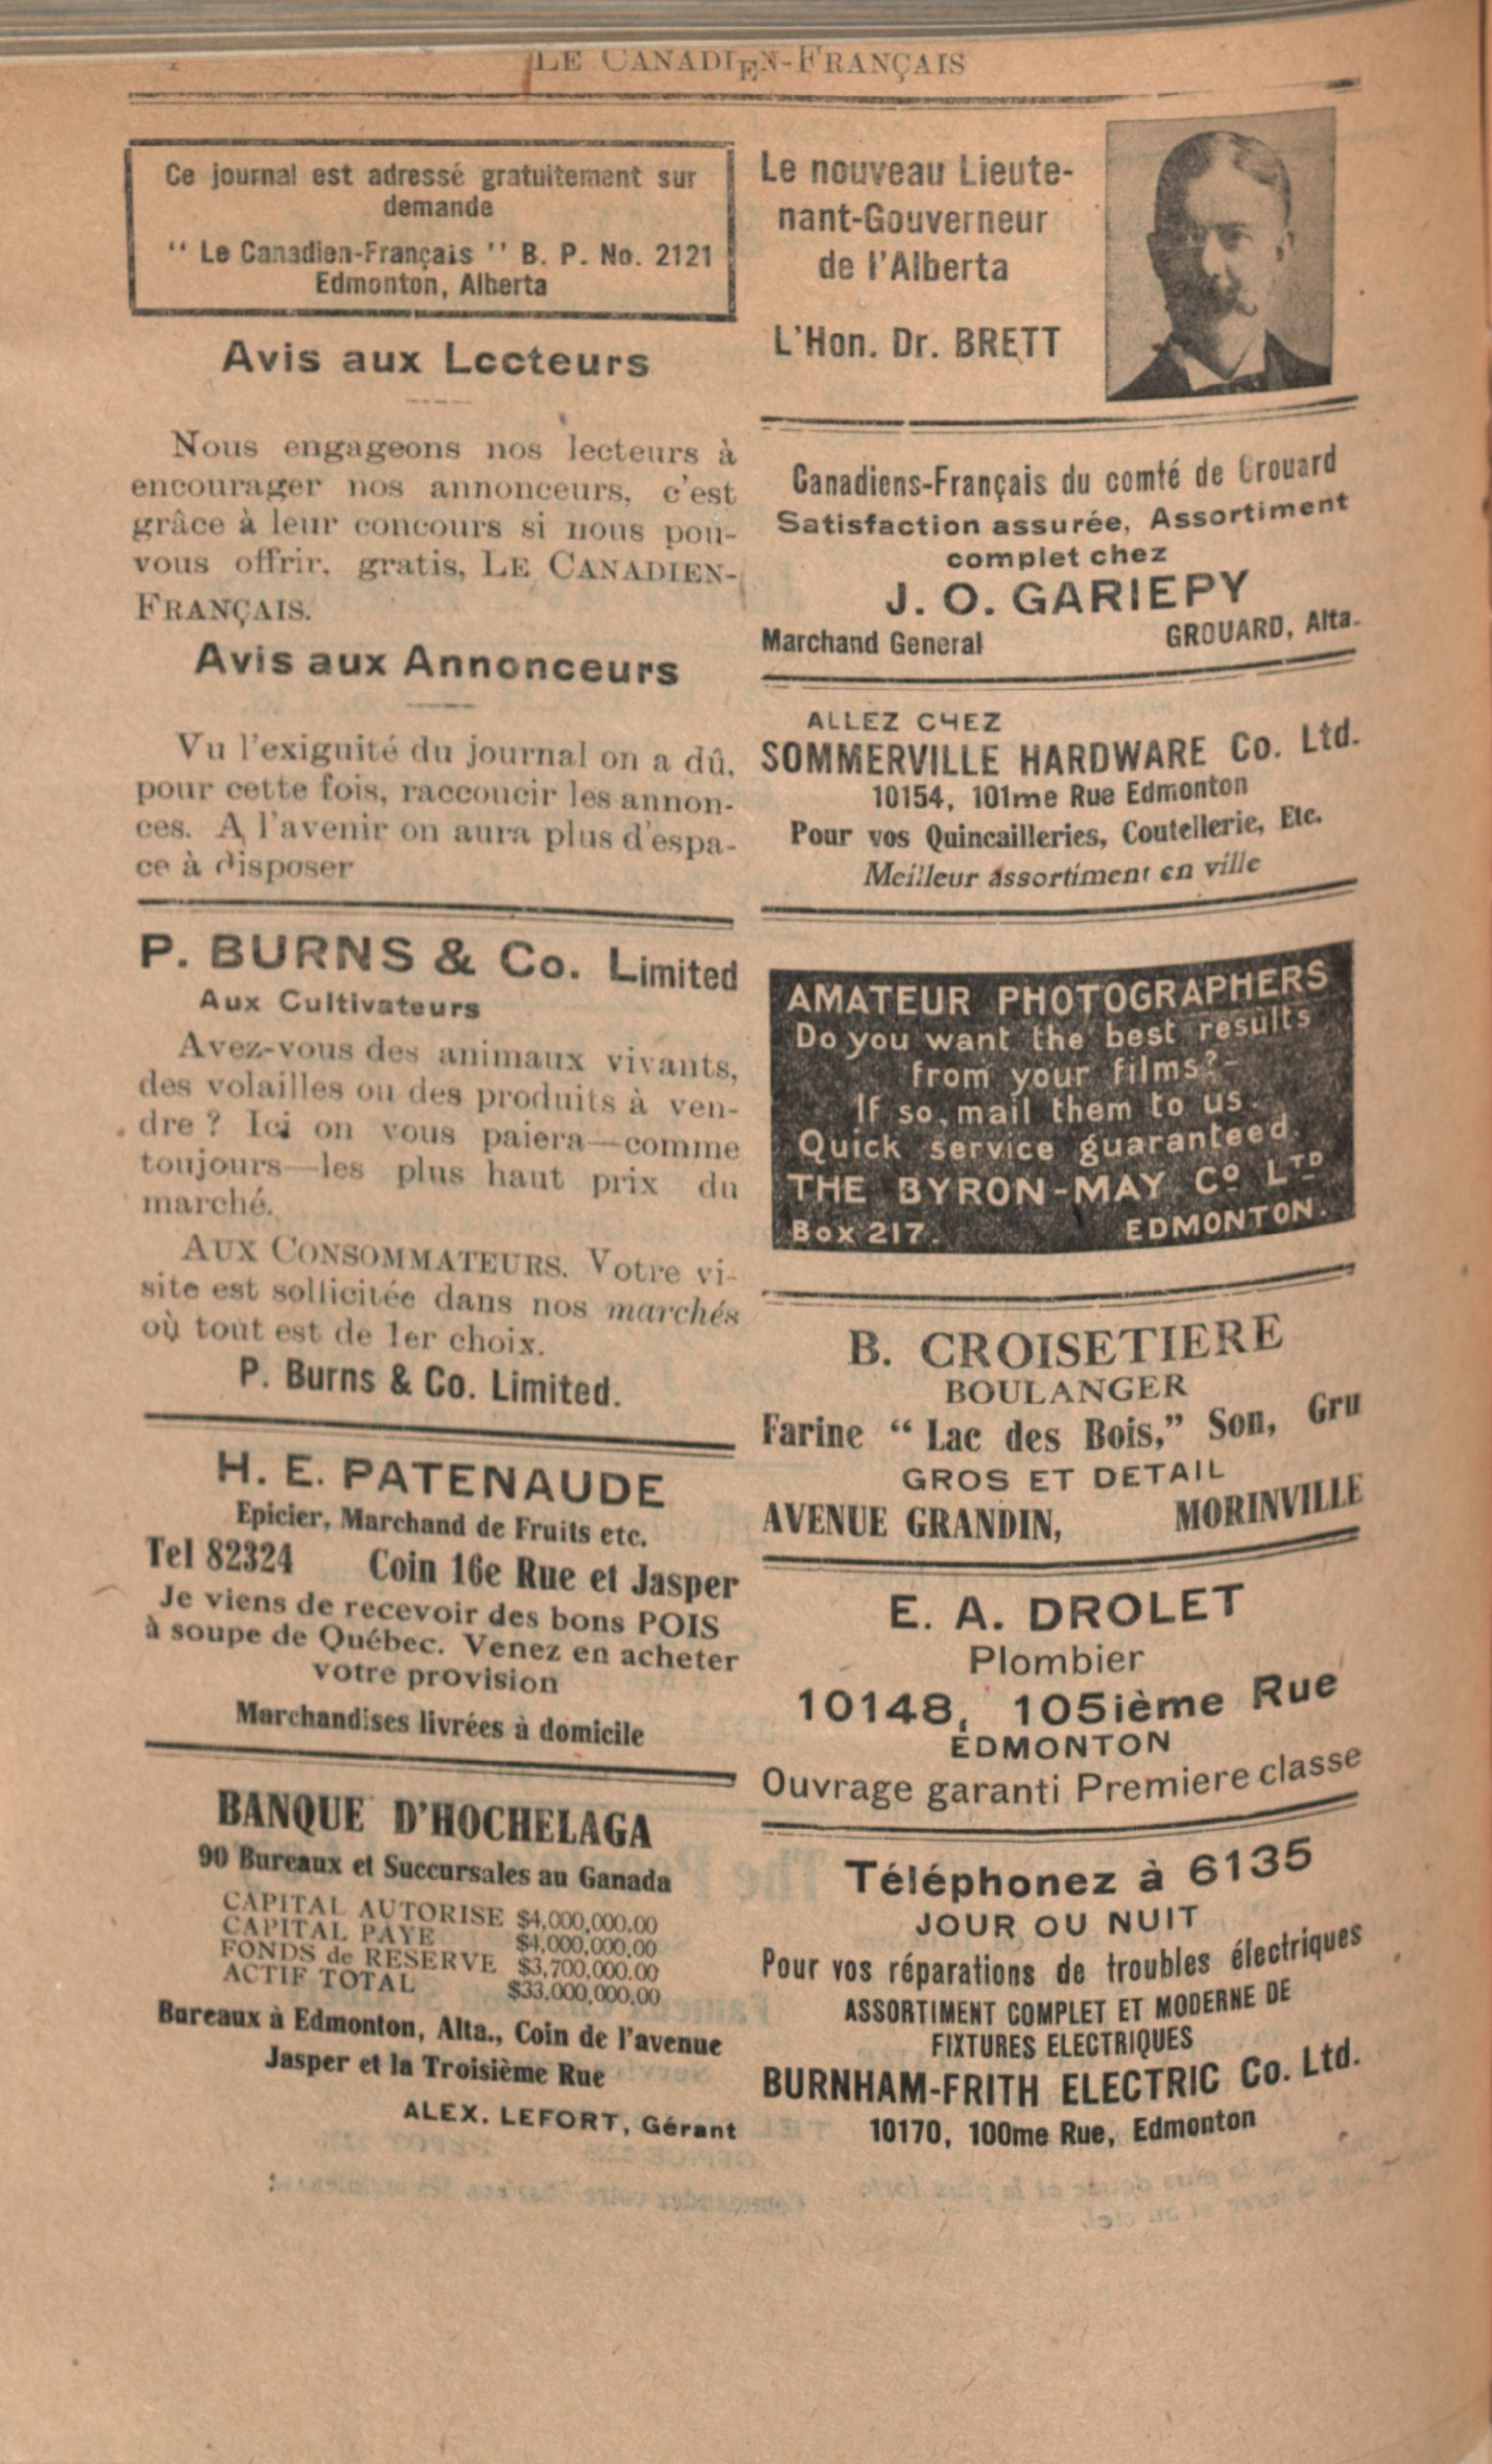 LE CANADIEN-FRANÇAIS
Ce journal est adressé gratuitement sur
demande
“ Le Canadien-Français ” B. P. No. 2121
Edmonton, Alberta
Avis aux Lecteurs
Nous engageons nos lecteurs à
encourager nos annonceurs, c'est
grâce à leur concours si nous pou-
vous offrir, gratis, LE CANADIEN-
FRANÇAIS.
Avis aux Annonceurs
Vu l'exiguité du journal on a dû,
pour cette fois, raccoucir les annon-
ces. A l'avenir on aura plus d'espa-
ce à disposer
P. BURNS & Co. Limited
Aux Cultivateurs
Avez-vous des animaux vivants,
des volailles ou des produits à ven-
dre ? Ici on vous paiera—comme
toujours—les plus haut prix du
marché.
AUX CONSOMMATEURS. Votre vi-
site est sollicitée dans nos marchés
où tout est de 1er choix.
P. Burns & Co. Limited.
H. E. PATENAUDE
Epicier, Marchand de Fruits etc.
Tel 82324 Coin 16e Rue et Jasper
Je viens de recevoir des bons POIS
à soupe de Québec. Venez en acheter
votre provision
Marchandises livrées à domicile
BANQUE D'HOCHELAGA
90 Bureaux et Succursales au Canada
CAPITAL AUTORISE $4,000,000.00
CAPITAL PAYE $4,000,000.00
FONDS de RESERVE $3,700,000.00
ACTIF TOTAL $33,000,000,00
Bureaux à Edmonton, Alta., Coin de l'avenue
Jasper et la Troisième Rue
ALEX. LEFORT, Gérant
Le nouveau Lieute-
nant-Gouverneur
de l'Alberta
L'Hon. Dr. BRETT
Canadiens-Français du comté de Grouard
Satisfaction assurée, Assortiment
complet chez
J. O. GARIEPY
Marchand General GROUARD, Alta.
ALLEZ CHEZ
SOMMERVILLE HARDWARE Co. Ltd.
10154, 101me Rue Edmonton
Pour vos Quincailleries, Coutellerie, Etc.
Meilleur assortiment en ville
AMATEUR PHOTOGRAPHERS
Do you want the best results
from your films?-
If so, mail them to us.
Quick service guaranteed.
THE BYRON-MAY Co LTD
Box 217. EDMONTON.
B. CROISETIERE
BOULANGER
Farine “ Lac des Bois,” Son, Gru
GROS ET DETAIL
AVENUE GRANDIN, MORINVILLE
E. A. DROLET
Plombier
10148, 105ième Rue
EDMONTON
Ouvrage garanti Premiere classe
Téléphonez à 6135
JOUR OU NUIT
Pour vos réparations de troubles électriques
ASSORTIMENT COMPLET ET MODERNE DE
FIXTURES ELECTRIQUES
BURNHAM-FRITH ELECTRIC Co. Ltd.
10170, 100me Rue, Edmonton